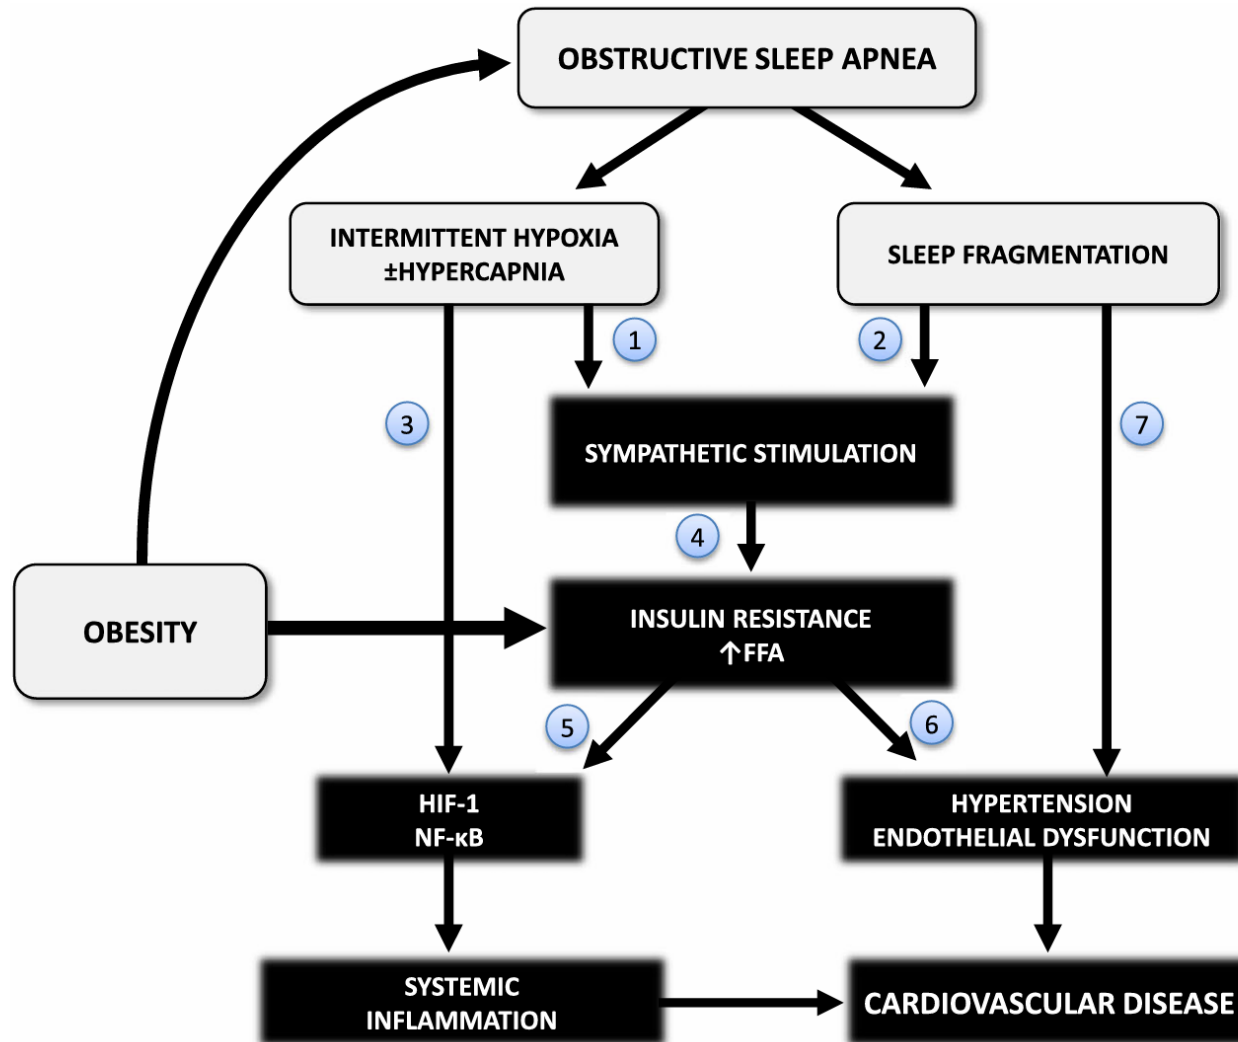 OBSTRUCTIVE SLEEP APNEA
INTERMITTENT HYPOXIA
±HYPERCAPNIA
SLEEP FRAGMENTATION
1
2
3
7
SYMPATHETIC STIMULATION
4
OBESITY
INSULIN RESISTANCE
↑FFA
5
6
HIF-1
NF-κB
HYPERTENSION
ENDOTHELIAL DYSFUNCTION
SYSTEMIC
INFLAMMATION
CARDIOVASCULAR DISEASE